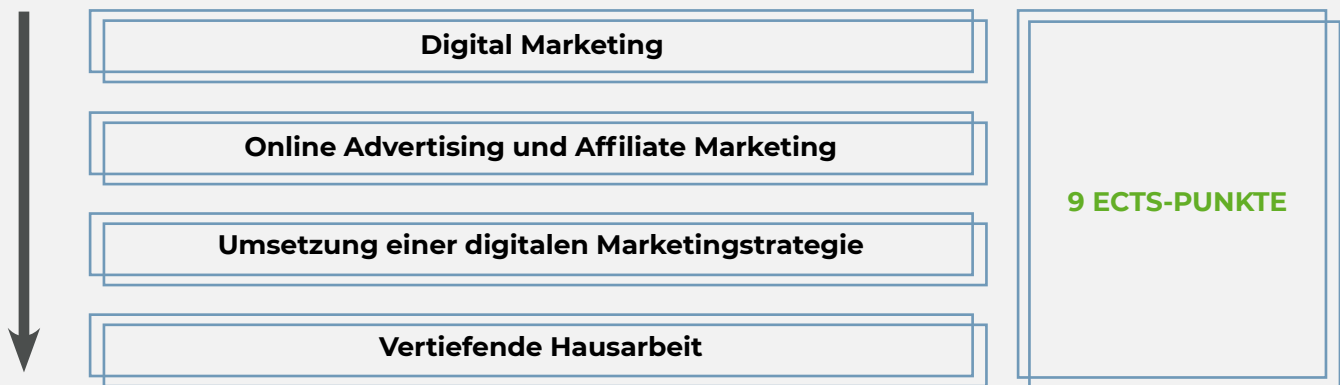 Digital Marketing
Online Advertising und Affiliate Marketing
Umsetzung einer digitalen Marketingstrategie
Vertiefende Hausarbeit
9 ECTS-PUNKTE